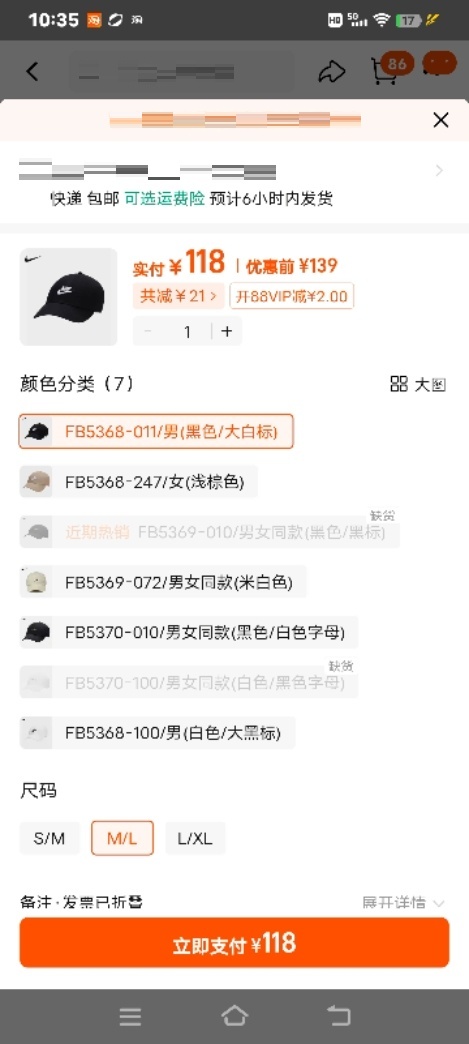 10:35 淘 淘 HD 5G 17
86
快递 包邮 可选运费险 预计6小时内发货
实付 ¥118 | 优惠前 ¥139
共减 ¥21 > 开88VIP减¥2.00
- 1 +
颜色分类（7） 大图
FB5368-011/男(黑色/大白标)
FB5368-247/女(浅棕色)
缺货
近期热销 FB5369-010/男女同款(黑色/黑标)
FB5369-072/男女同款(米白色)
FB5370-010/男女同款(黑色/白色字母)
缺货
FB5370-100/男女同款(白色/黑色字母)
FB5368-100/男(白色/大黑标)
尺码
S/M M/L L/XL
备注·发票已折叠 展开详情
立即支付 ¥118